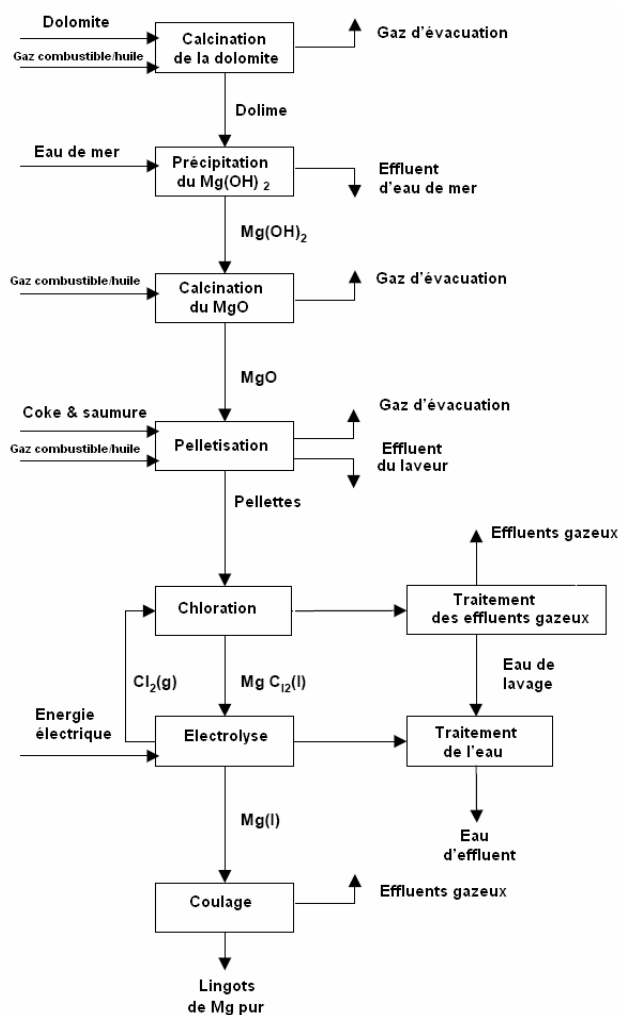 Dolomite
Gaz combustible/huile
Calcination
de la dolomite
Gaz d'évacuation
Dolime
Eau de mer
Précipitation
du Mg(OH) 2
Effluent
d'eau de mer
Mg(OH)2
Gaz combustible/huile
Calcination
du MgO
Gaz d'évacuation
MgO
Coke & saumure
Gaz combustible/huile
Pelletisation
Gaz d'évacuation
Effluent
du laveur
Pellettes
Effluents gazeux
Chloration
Traitement
des effluents gazeux
Cl2(g)
Mg Cl2(l)
Eau de
lavage
Energie
électrique
Electrolyse
Traitement
de l'eau
Mg(l)
Eau
d'effluent
Coulage
Effluents gazeux
Lingots
de Mg pur